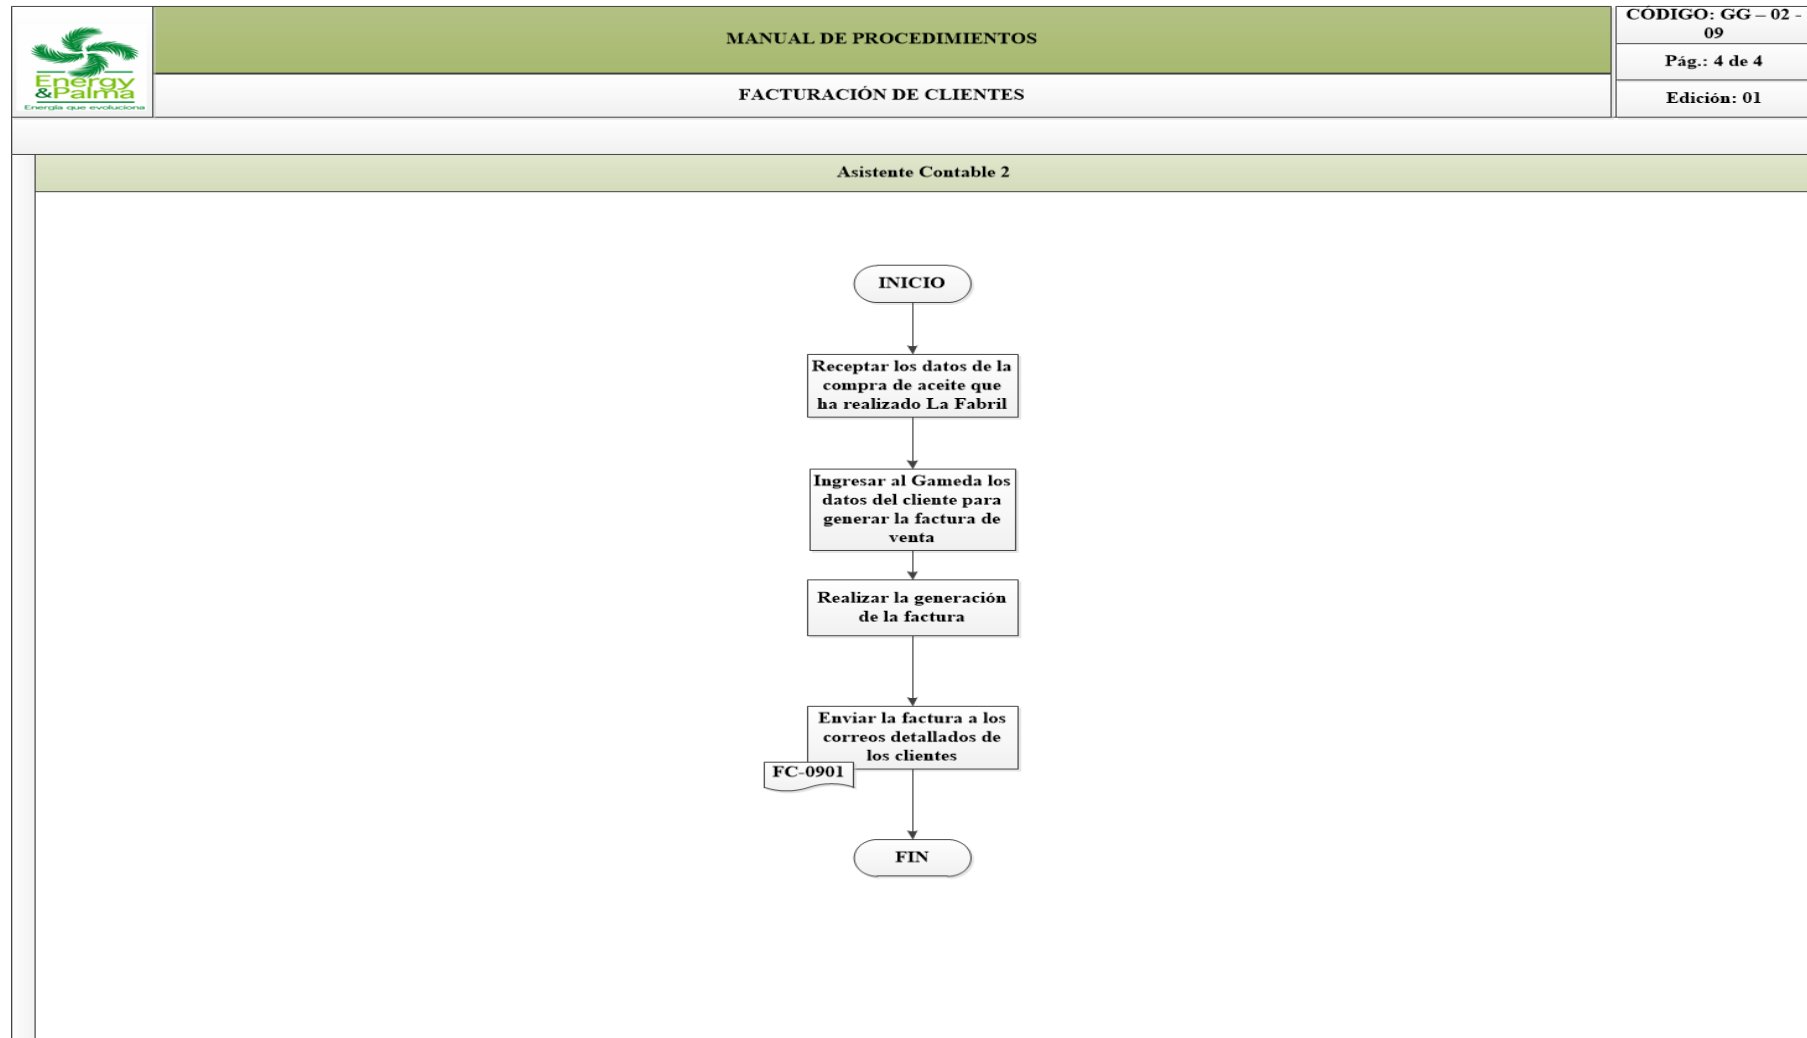 Energy
&Palma
Energía que evoluciona
MANUAL DE PROCEDIMIENTOS
FACTURACIÓN DE CLIENTES
CÓDIGO: GG – 02 -
09
Pág.: 4 de 4
Edición: 01
Asistente Contable 2
INICIO
Receptar los datos de la
compra de aceite que
ha realizado La Fabril
Ingresar al Gameda los
datos del cliente para
generar la factura de
venta
Realizar la generación
de la factura
Enviar la factura a los
correos detallados de
los clientes
FC-0901
FIN